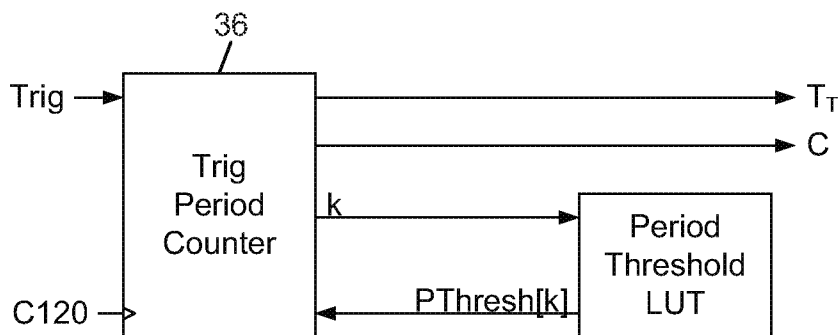 36
Trig
T_T
C
Trig
Period
Counter
k
Period
Threshold
LUT
PThresh[k]
C120